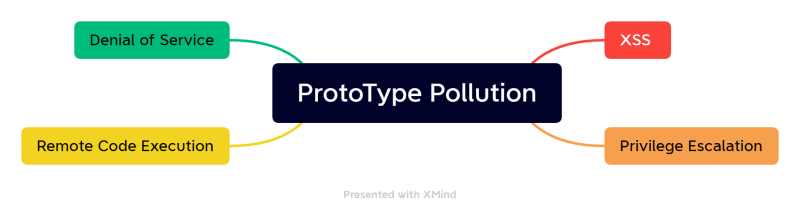 Denial of Service
XSS
ProtoType Pollution
Remote Code Execution
Privilege Escalation
Presented with XMind